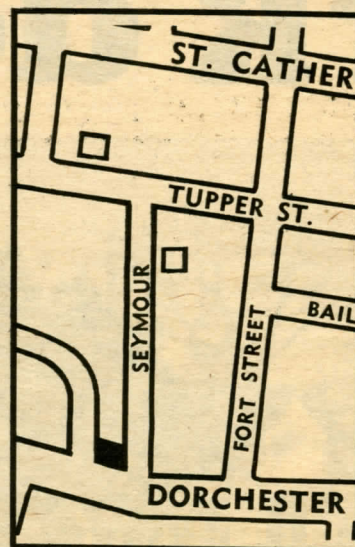 ST. CATHER
TUPPER ST.
SEYMOUR
FORT STREET
BAIL
DORCHESTER